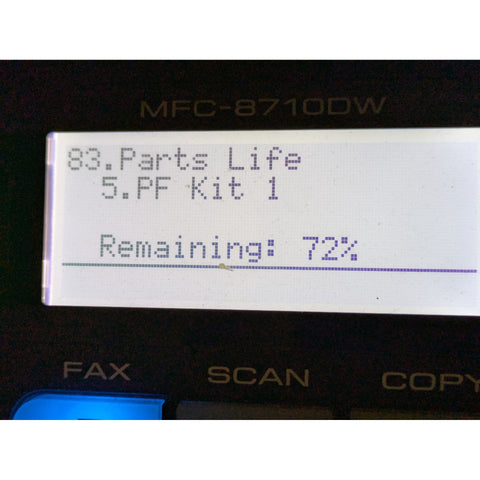 MFC-8710DW
83.Parts Life
5.PF Kit 1
Remaining: 72%
FAX
SCAN
COPY